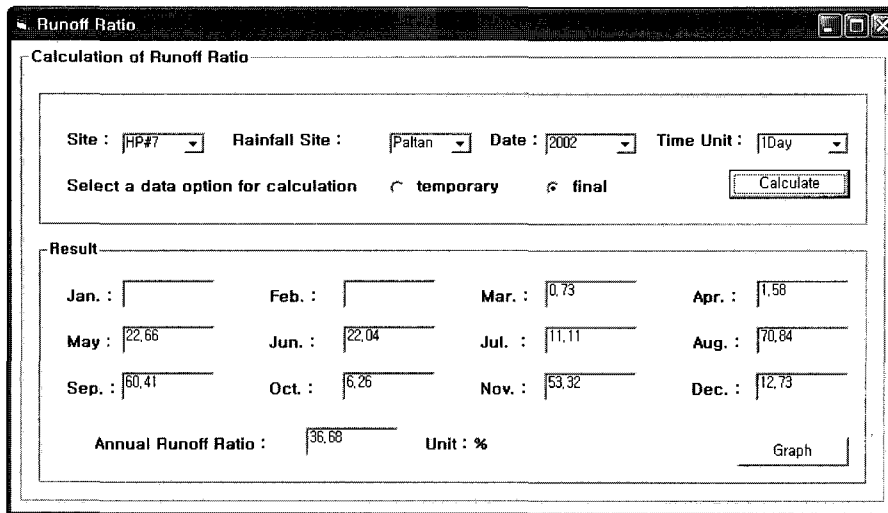 Runoff Ratio
Calculation of Runoff Ratio
Site : HP#7 Rainfall Site : Paltan Date : 2002 Time Unit : 1Day
Select a data option for calculation temporary final Calculate
Result
Jan. : Feb. : Mar. : 0,73 Apr. : 1,58
May : 22,66 Jun. : 22,04 Jul. : 11,11 Aug. : 70,84
Sep. : 60,41 Oct. : 6,26 Nov. : 53,32 Dec. : 12,73
Annual Runoff Ratio : 36,68 Unit : % Graph